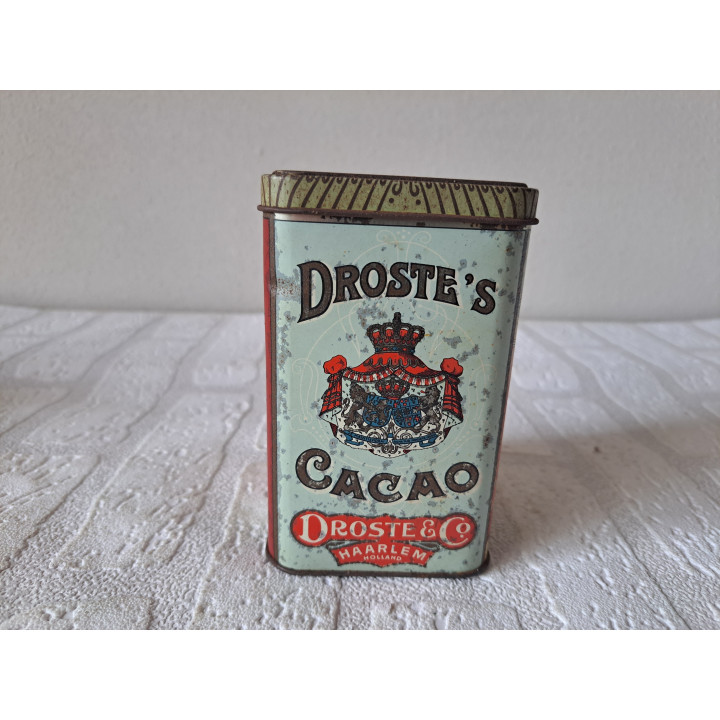 DROSTE'S
CACAO
DROSTE & Co
HAARLEM
HOLLAND